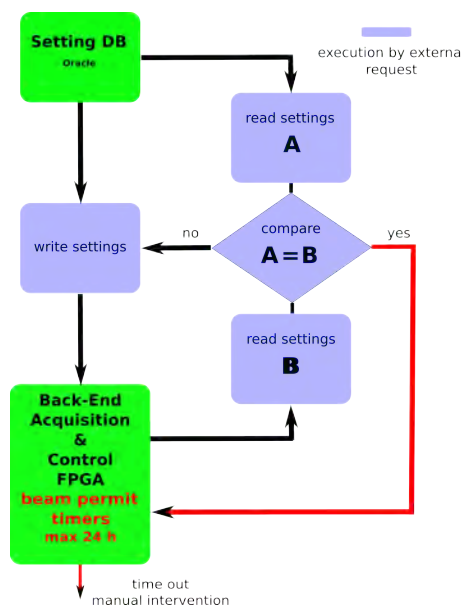 Setting DB
Oracle
execution by externa
request
read settings
A
no
compare
yes
write settings
A=B
read settings
B
Back-End
Acquisition
&
Control
FPGA
beam permit
timers
max 24 h
time out
manual intervention